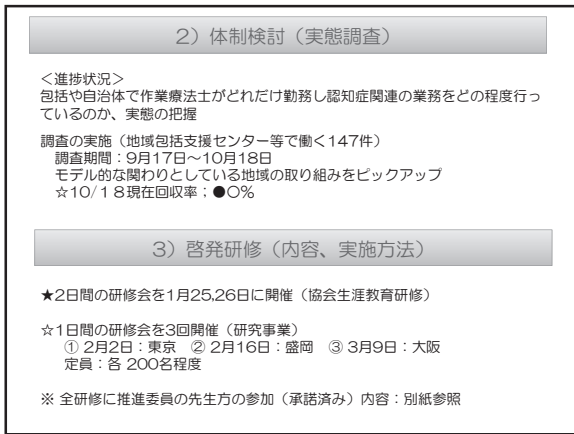 2）体制検討（実態調査）
＜進捗状況＞
包括や自治体で作業療法士がどれだけ勤務し認知症関連の業務をどの程度行っ
ているのか、実態の把握
調査の実施（地域包括支援センター等で働く147件）
調査期間：9月17日～10月18日
モデル的な関わりとしている地域の取り組みをピックアップ
☆10/１８現在回収率；●〇％
3）啓発研修（内容、実施方法）
★2日間の研修会を1月25,26日に開催（協会生涯教育研修）
☆1日間の研修会を3回開催（研究事業）
① 2月2日：東京　② 2月16日：盛岡　③ 3月9日：大阪
定員：各 200名程度
※ 全研修に推進委員の先生方の参加（承諾済み）内容：別紙参照